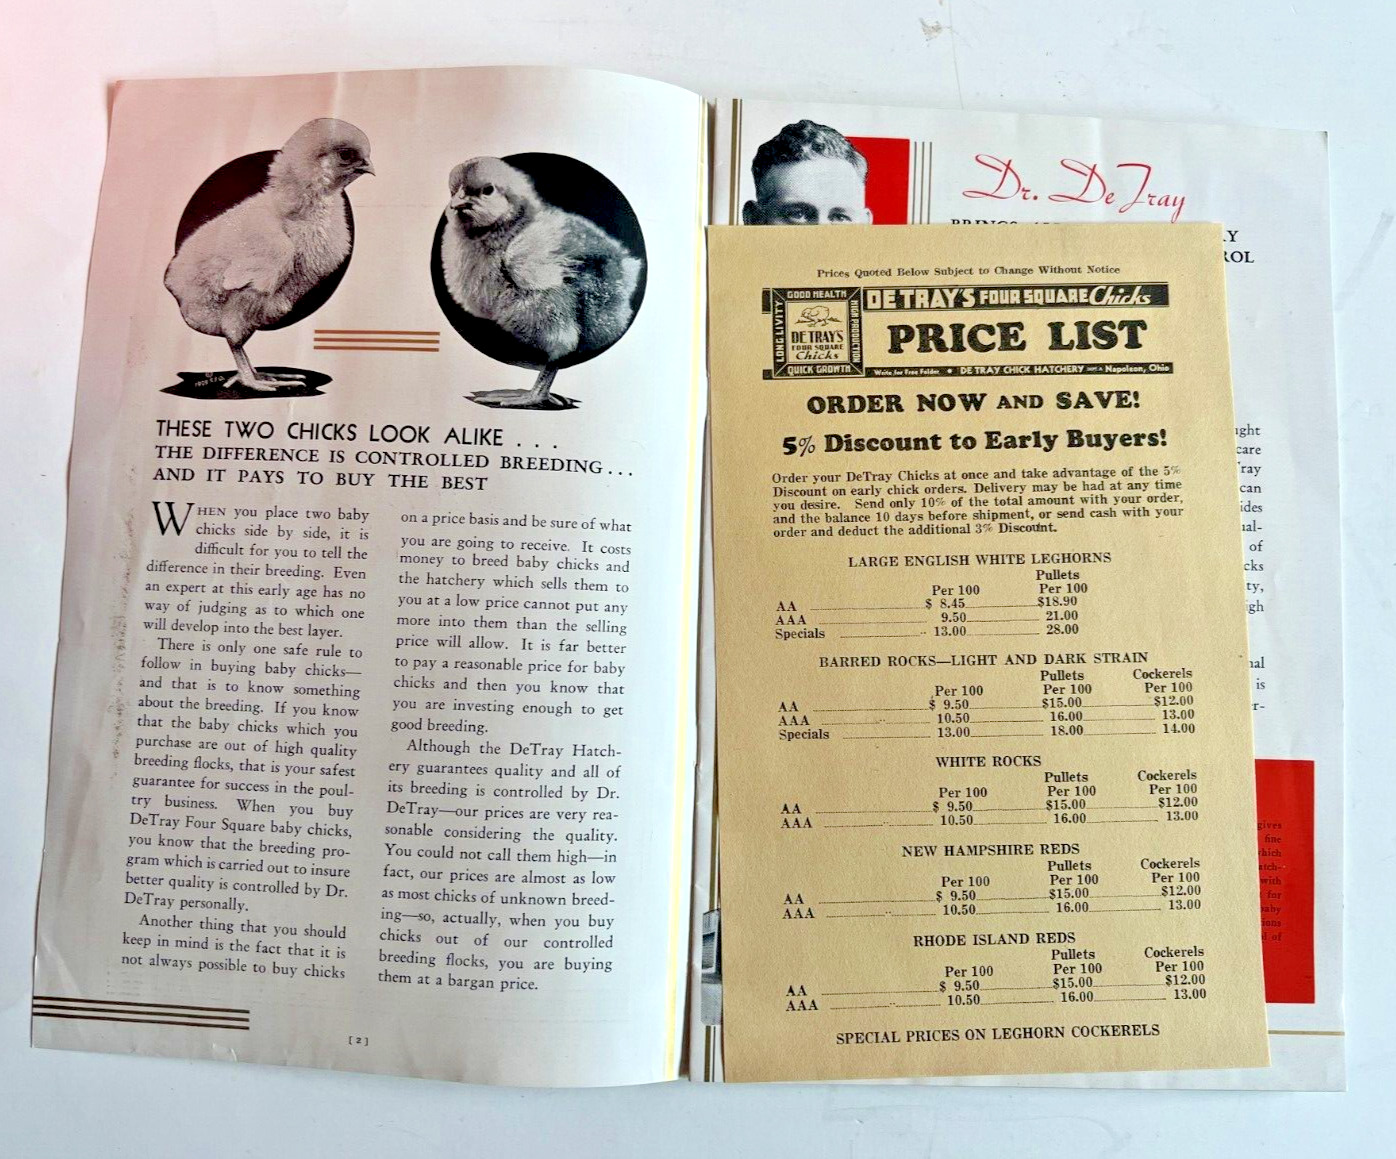 THESE TWO CHICKS LOOK ALIKE . . .
THE DIFFERENCE IS CONTROLLED BREEDING . . .
AND IT PAYS TO BUY THE BEST
WHEN you place two baby
chicks side by side, it is
difficult for you to tell the
difference in their breeding. Even
an expert at this early age has no
way of judging as to which one
will develop into the best layer.
There is only one safe rule to
follow in buying baby chicks—
and that is to know something
about the breeding. If you know
that the baby chicks which you
purchase are out of high quality
breeding flocks, that is your safest
guarantee for success in the poul-
try business. When you buy
DeTray Four Square baby chicks,
you know that the breeding pro-
gram which is carried out to insure
better quality is controlled by Dr.
DeTray personally.
Another thing that you should
keep in mind is the fact that it is
not always possible to buy chicks
on a price basis and be sure of what
you are going to receive. It costs
money to breed baby chicks and
the hatchery which sells them to
you at a low price cannot put any
more into them than the selling
price will allow. It is far better
to pay a reasonable price for baby
chicks and then you know that
you are investing enough to get
good breeding.
Although the DeTray Hatch-
ery guarantees quality and all of
its breeding is controlled by Dr.
DeTray—our prices are very rea-
sonable considering the quality.
You could not call them high—in
fact, our prices are almost as low
as most chicks of unknown breed-
ing—so, actually, when you buy
chicks out of our controlled
breeding flocks, you are buying
them at a bargan price.
[ 2 ]
Dr. DeTray
Prices Quoted Below Subject to Change Without Notice
GOOD HEALTH
LONG LIVITY
HIGH PRODUCTION
DETRAY'S
FOUR SQUARE
Chicks
QUICK GROWTH
DETRAY'S FOUR SQUARE Chicks
PRICE LIST
Write for Free Folder • DE TRAY CHICK HATCHERY Napoleon, Ohio
ORDER NOW AND SAVE!
5% Discount to Early Buyers!
Order your DeTray Chicks at once and take advantage of the 5%
Discount on early chick orders. Delivery may be had at any time
you desire. Send only 10% of the total amount with your order,
and the balance 10 days before shipment, or send cash with your
order and deduct the additional 3% Discount.
LARGE ENGLISH WHITE LEGHORNS
Pullets
Per 100 Per 100
AA $ 8.45 $18.90
AAA 9.50 21.00
Specials 13.00 28.00
BARRED ROCKS—LIGHT AND DARK STRAIN
Pullets Cockerels
Per 100 Per 100 Per 100
AA $ 9.50 $15.00 $12.00
AAA 10.50 16.00 13.00
Specials 13.00 18.00 14.00
WHITE ROCKS
Pullets Cockerels
Per 100 Per 100 Per 100
AA $ 9.50 $15.00 $12.00
AAA 10.50 16.00 13.00
NEW HAMPSHIRE REDS
Pullets Cockerels
Per 100 Per 100 Per 100
AA $ 9.50 $15.00 $12.00
AAA 10.50 16.00 13.00
RHODE ISLAND REDS
Pullets Cockerels
Per 100 Per 100 Per 100
AA $ 9.50 $15.00 $12.00
AAA 10.50 16.00 13.00
SPECIAL PRICES ON LEGHORN COCKERELS